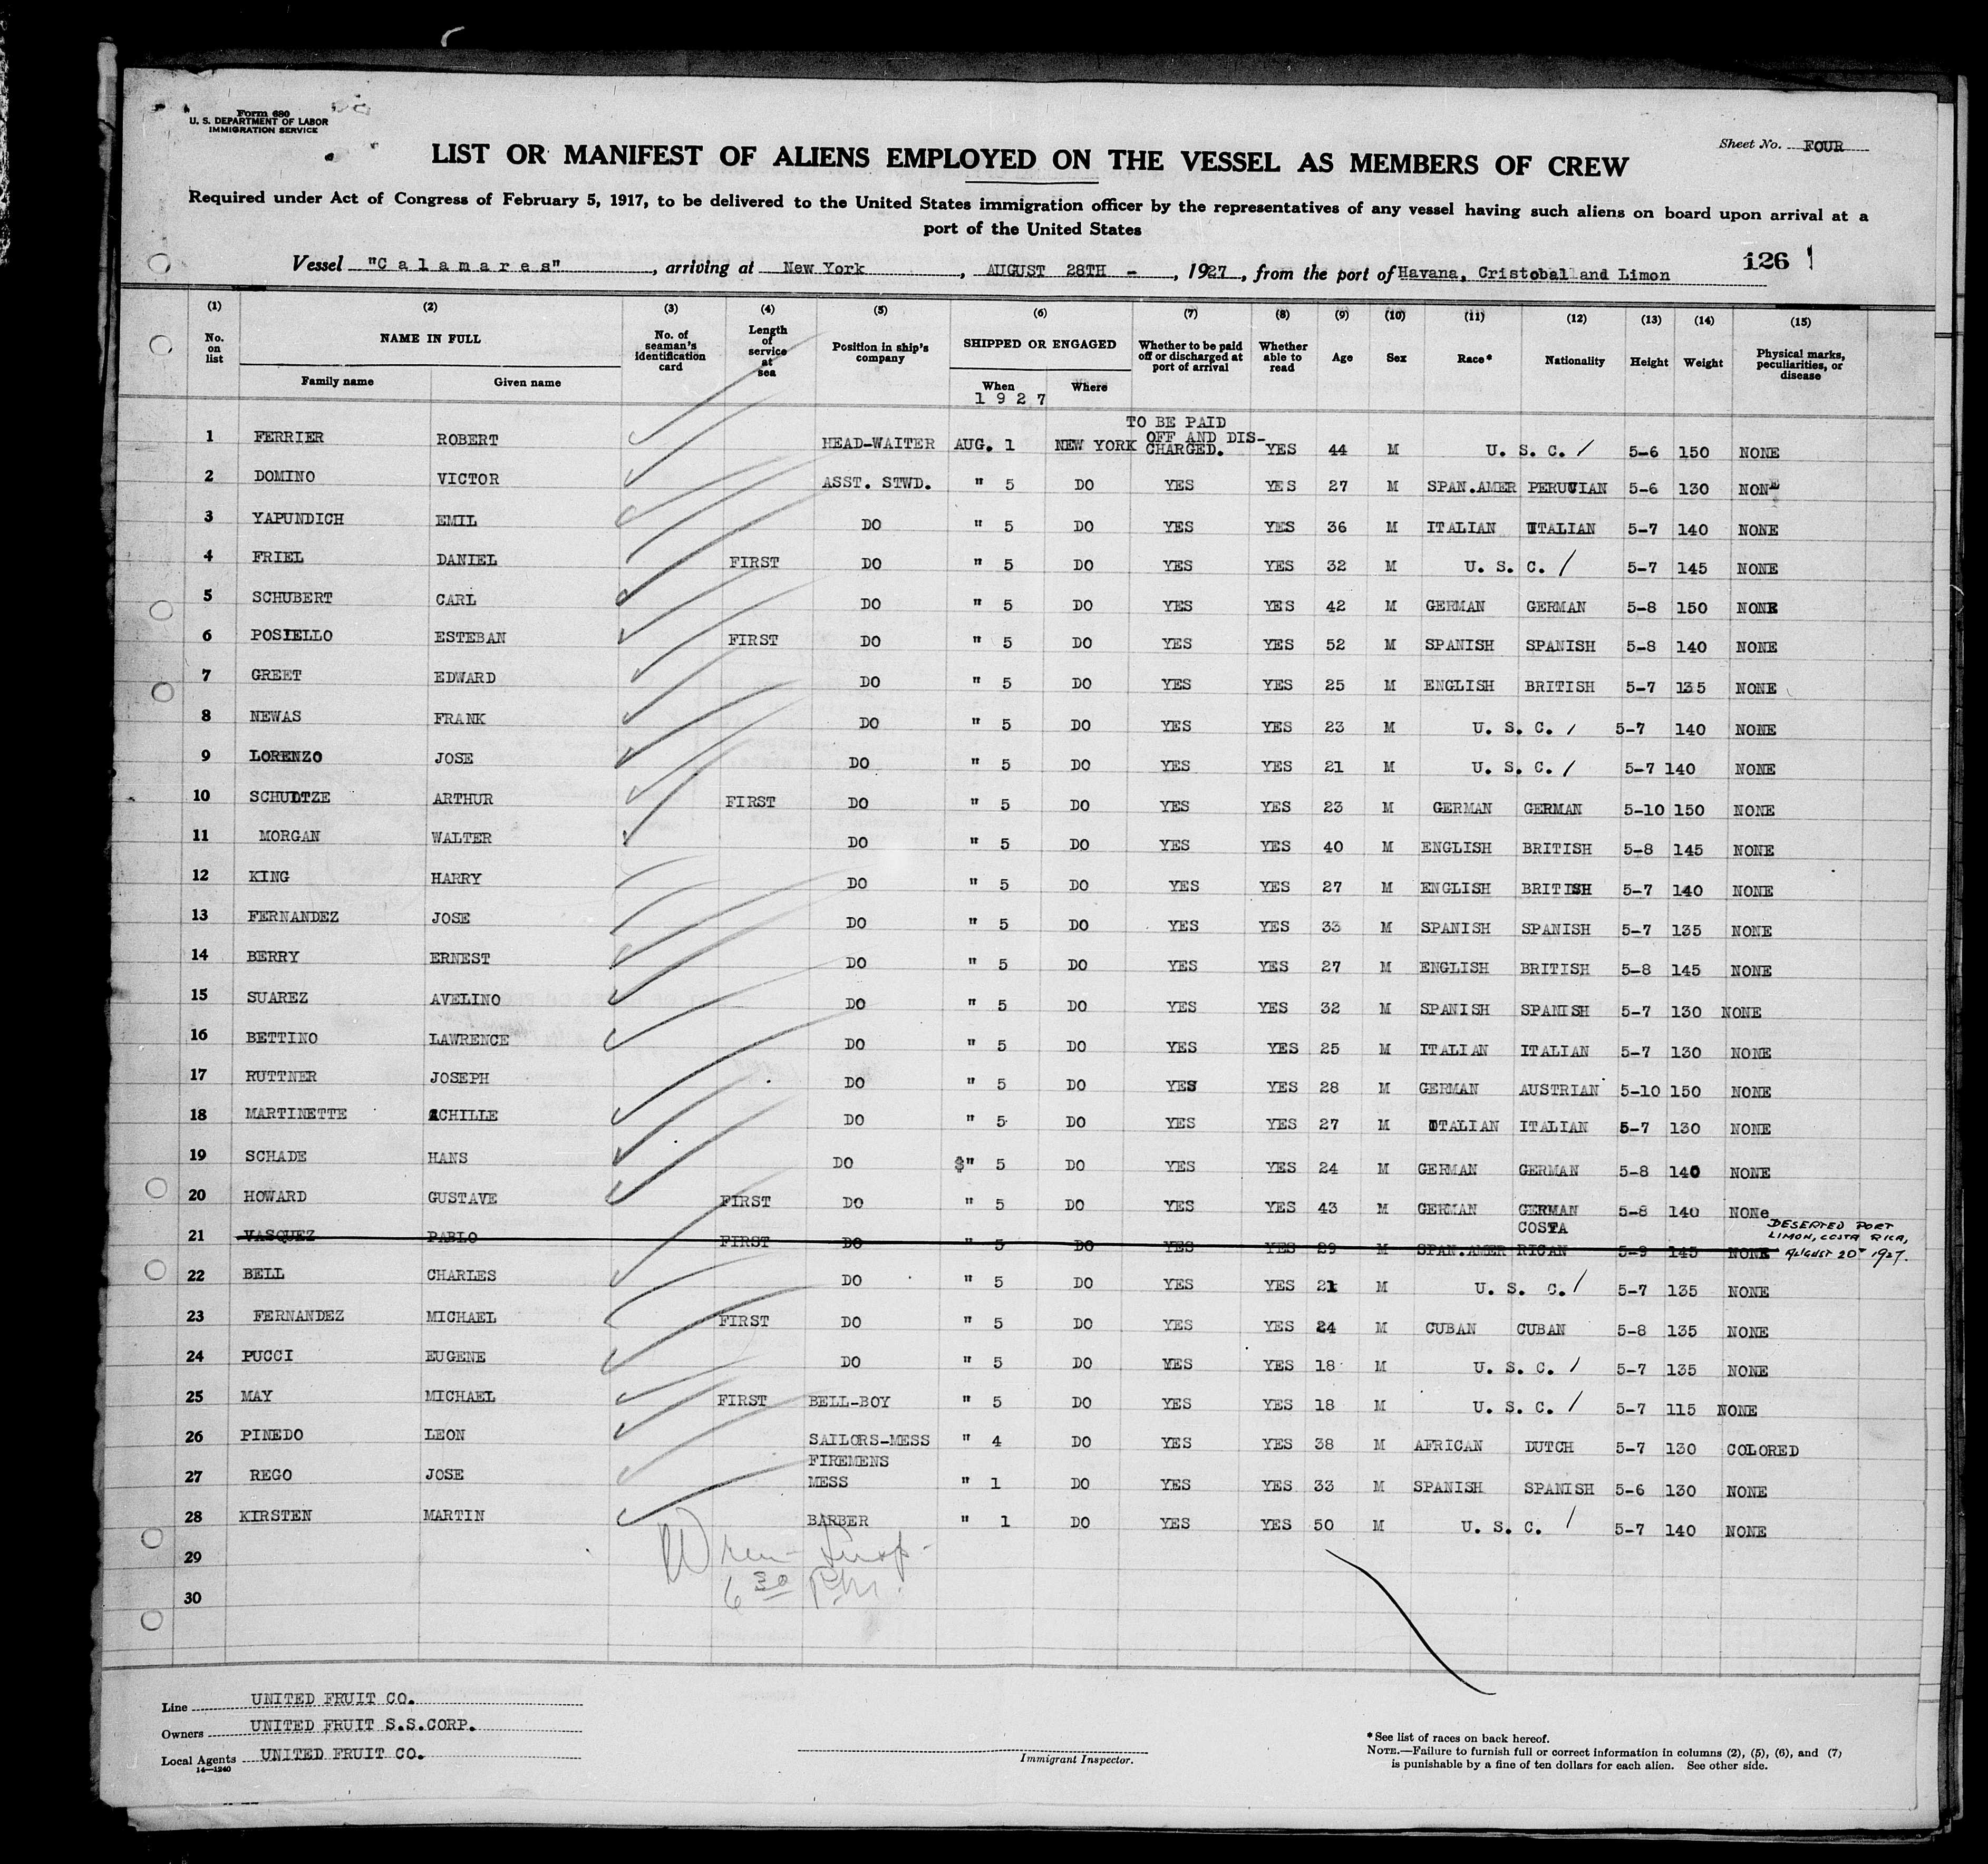 Form 680
U. S. DEPARTMENT OF LABOR
IMMIGRATION SERVICE
Sheet No. FOUR
LIST OR MANIFEST OF ALIENS EMPLOYED ON THE VESSEL AS MEMBERS OF CREW
Required under Act of Congress of February 5, 1917, to be delivered to the United States immigration officer by the representatives of any vessel having such aliens on board upon arrival at a
port of the United States
Vessel "Calamares", arriving at New York, AUGUST 28TH -, 1927, from the port of Havana, Cristobal and Limon 126
(1) (2) (3) (4) (5) (6) (7) (8) (9) (10) (11) (12) (13) (14) (15)
No. on list NAME IN FULL No. of seaman's identification card Length of service at sea Position in ship's company SHIPPED OR ENGAGED Whether to be paid off or discharged at port of arrival Whether able to read Age Sex Race* Nationality Height Weight Physical marks, peculiarities, or disease
Family name Given name When Where
1927
TO BE PAID
1 FERRIER ROBERT HEAD-WAITER AUG. 1 NEW YORK OFF AND DIS-CHARGED. YES 44 M U. S. C. / 5-6 150 NONE
2 DOMINO VICTOR ASST. STWD. " 5 DO YES YES 27 M SPAN.AMER PERUVIAN 5-6 130 NONE
3 YAPUNDICH EMIL DO " 5 DO YES YES 36 M ITALIAN ITALIAN 5-7 140 NONE
4 FRIEL DANIEL FIRST DO " 5 DO YES YES 32 M U. S. C. / 5-7 145 NONE
5 SCHUBERT CARL DO " 5 DO YES YES 42 M GERMAN GERMAN 5-8 150 NONE
6 POSIELLO ESTEBAN FIRST DO " 5 DO YES YES 52 M SPANISH SPANISH 5-8 140 NONE
7 GREET EDWARD DO " 5 DO YES YES 25 M ENGLISH BRITISH 5-7 135 NONE
8 NEWAS FRANK DO " 5 DO YES YES 23 M U. S. C. / 5-7 140 NONE
9 LORENZO JOSE DO " 5 DO YES YES 21 M U. S. C. / 5-7 140 NONE
10 SCHULTZE ARTHUR FIRST DO " 5 DO YES YES 23 M GERMAN GERMAN 5-10 150 NONE
11 MORGAN WALTER DO " 5 DO YES YES 40 M ENGLISH BRITISH 5-8 145 NONE
12 KING HARRY DO " 5 DO YES YES 27 M ENGLISH BRITISH 5-7 140 NONE
13 FERNANDEZ JOSE DO " 5 DO YES YES 33 M SPANISH SPANISH 5-7 135 NONE
14 BERRY ERNEST DO " 5 DO YES YES 27 M ENGLISH BRITISH 5-8 145 NONE
15 SUAREZ AVELINO DO " 5 DO YES YES 32 M SPANISH SPANISH 5-7 130 NONE
16 BETTINO LAWRENCE DO " 5 DO YES YES 25 M ITALIAN ITALIAN 5-7 130 NONE
17 RUTTNER JOSEPH DO " 5 DO YES YES 28 M GERMAN AUSTRIAN 5-10 150 NONE
18 MARTINETTE ACHILLE DO " 5 DO YES YES 27 M ITALIAN ITALIAN 5-7 130 NONE
19 SCHADE HANS DO $" 5 DO YES YES 24 M GERMAN GERMAN 5-8 140 NONE
20 HOWARD GUSTAVE FIRST DO " 5 DO YES YES 43 M GERMAN GERMAN 5-8 140 NONe
21 VASQUEZ PABLO FIRST DO " 5 DO YES YES 29 M SPAN.AMER COSTA RICAN 5-9 145 NONE DESERTED PORT LIMON, COSTA RICA, AUGUST 20" 1927.
22 BELL CHARLES DO " 5 DO YES YES 21 M U. S. C. / 5-7 135 NONE
23 FERNANDEZ MICHAEL FIRST DO " 5 DO YES YES 24 M CUBAN CUBAN 5-8 135 NONE
24 PUCCI EUGENE DO " 5 DO YES YES 18 M U. S. C. / 5-7 135 NONE
25 MAY MICHAEL FIRST BELL-BOY " 5 DO YES YES 18 M U. S. C. / 5-7 115 NONE
26 PINEDO LEON SAILORS-MESS " 4 DO YES YES 38 M AFRICAN DUTCH 5-7 130 COLORED
27 REGO JOSE FIREMENS MESS " 1 DO YES YES 33 M SPANISH SPANISH 5-6 130 NONE
28 KIRSTEN MARTIN BARBER " 1 DO YES YES 50 M U. S. C. / 5-7 140 NONE
29
30
6 30 P.M.
Line UNITED FRUIT CO.
Owners UNITED FRUIT S.S.CORP.
Local Agents UNITED FRUIT CO.
14—1240
Immigrant Inspector.
*See list of races on back hereof.
NOTE.—Failure to furnish full or correct information in columns (2), (5), (6), and (7)
is punishable by a fine of ten dollars for each alien. See other side.